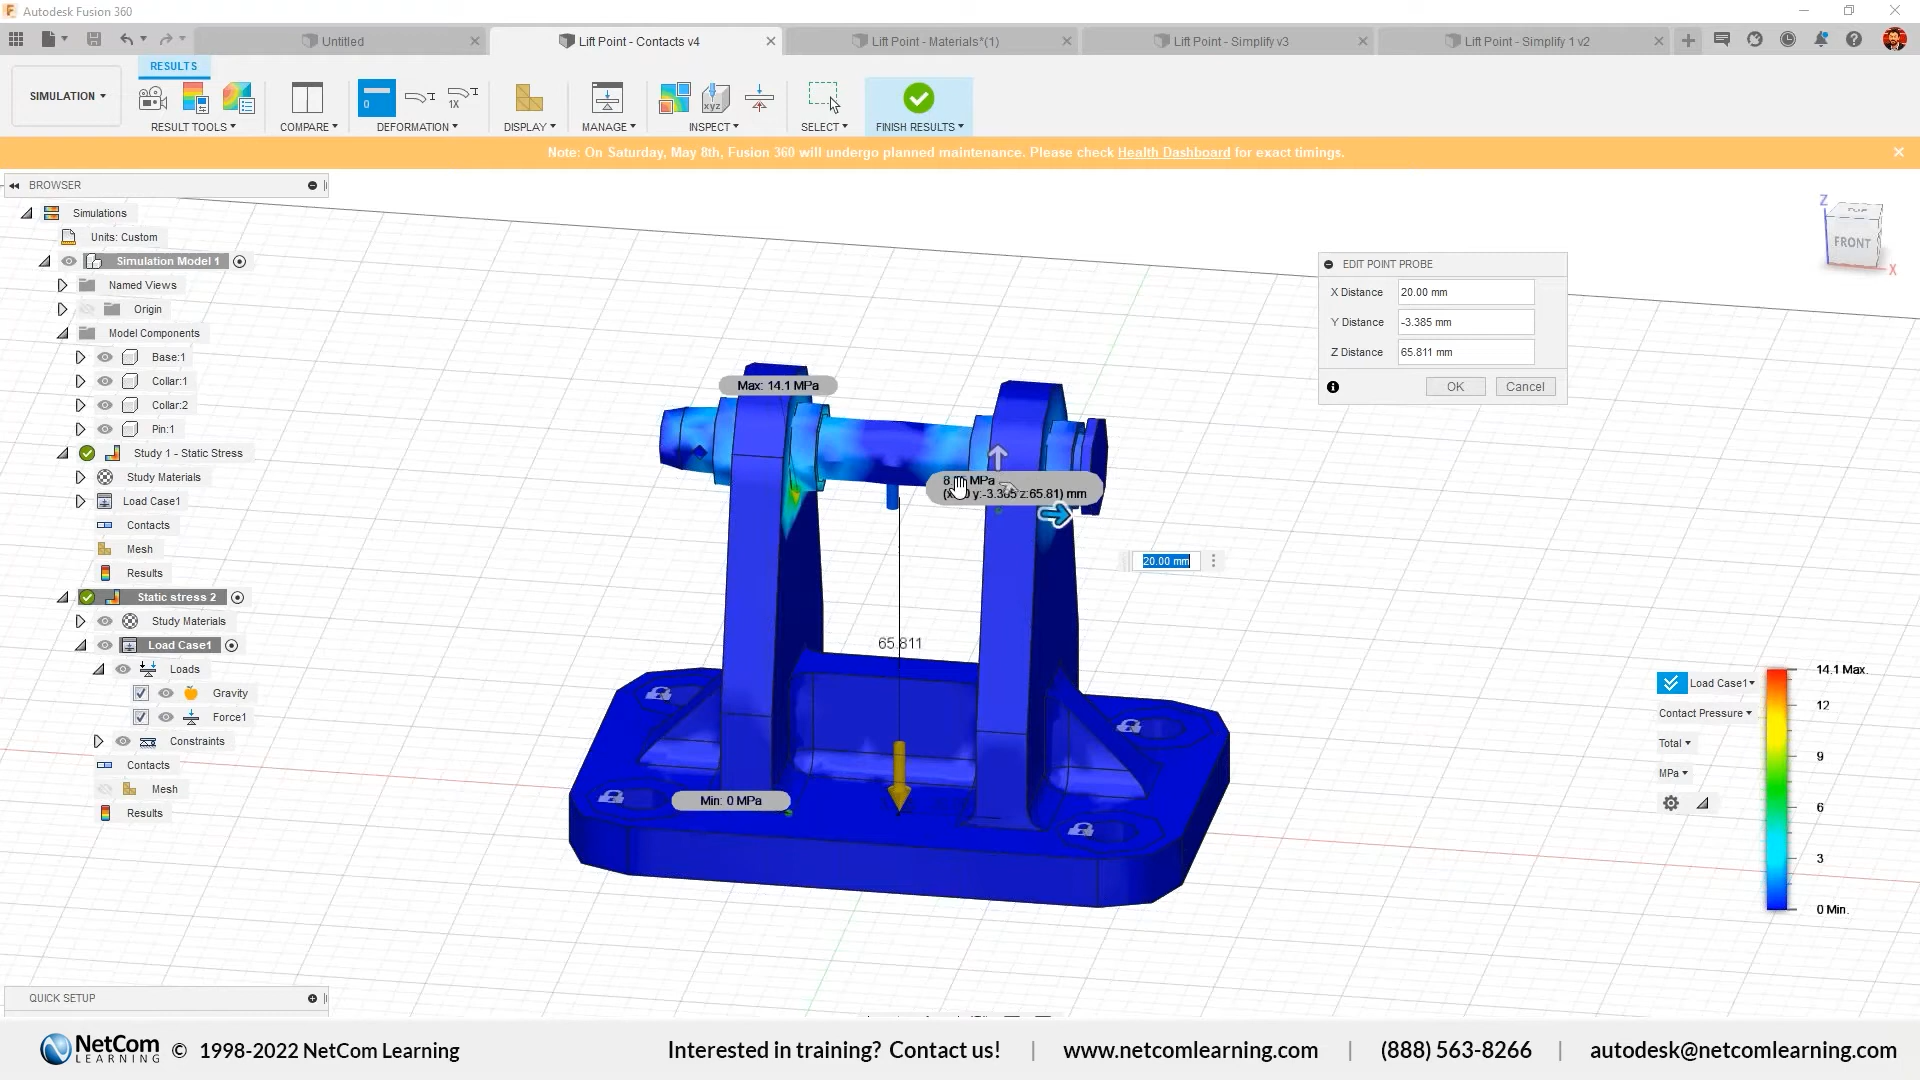 Autodesk Fusion 360
Untitled
Lift Point - Contacts v4
Lift Point - Materials*(1)
Lift Point - Simplify v3
Lift Point - Simplify 1 v2
RESULTS
SIMULATION
1X
xyz
RESULT TOOLS
COMPARE
DEFORMATION
DISPLAY
MANAGE
INSPECT
SELECT
FINISH RESULTS
Note: On Saturday, May 8th, Fusion 360 will undergo planned maintenance. Please check Health Dashboard for exact timings.
BROWSER
Simulations
Units: Custom
Simulation Model 1
Named Views
Origin
Model Components
Base:1
Collar:1
Collar:2
Pin:1
Study 1 - Static Stress
Study Materials
Load Case1
Contacts
Mesh
Results
Static stress 2
Study Materials
Load Case1
Loads
Gravity
Force1
Constraints
Contacts
Mesh
Results
QUICK SETUP
Z
FRONT
X
EDIT POINT PROBE
X Distance 20.00 mm
Y Distance -3.385 mm
Z Distance 65.811 mm
OK
Cancel
Max: 14.1 MPa
MPa
z:65.81) mm
20.00 mm
65.811
Min: 0 MPa
Load Case1
Contact Pressure
Total
MPa
14.1 Max.
12
9
6
3
0 Min.
NetCom
LEARNING
© 1998-2022 NetCom Learning
Interested in training? Contact us! | www.netcomlearning.com | (888) 563-8266 | autodesk@netcomlearning.com